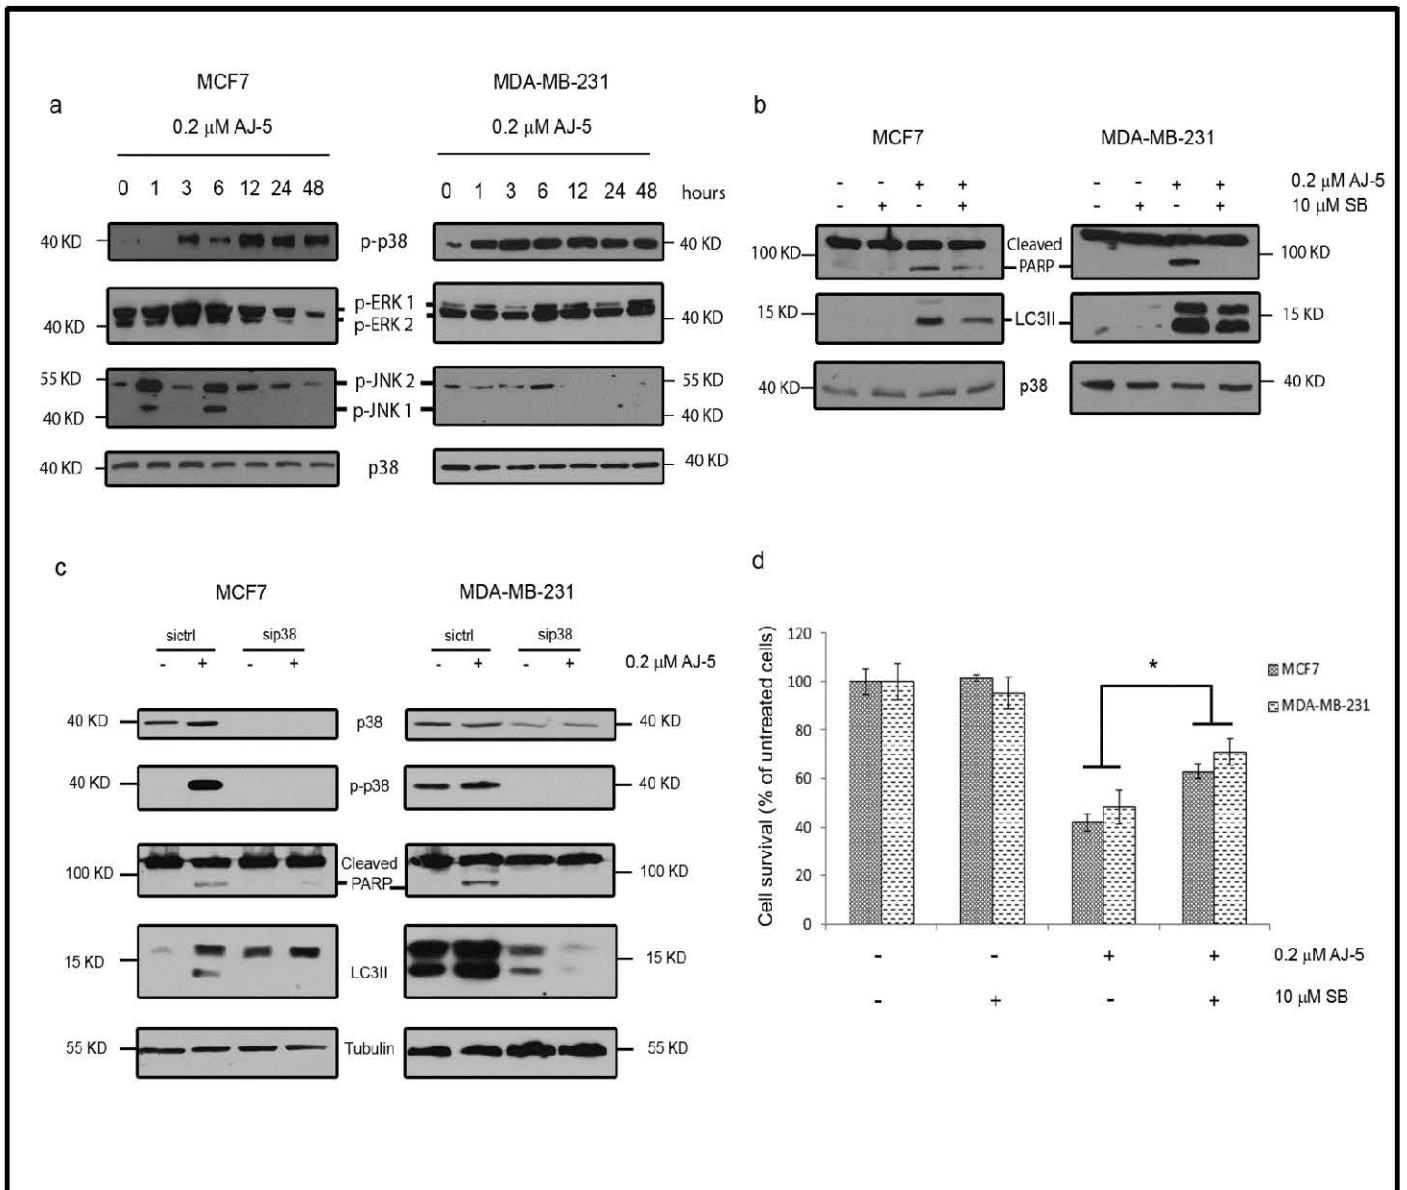 a
MCF7
MDA-MB-231
0.2 μM AJ-5
0.2 μM AJ-5
0 1 3 6 12 24 48
0 1 3 6 12 24 48 hours
40 KD p-p38 40 KD
p-ERK 1
40 KD p-ERK 2 40 KD
55 KD p-JNK 2 55 KD
40 KD p-JNK 1 40 KD
40 KD p38 40 KD
b
MCF7
MDA-MB-231
- - + + - - + + 0.2 μM AJ-5
- + - + - + - + 10 μM SB
100 KD Cleaved 100 KD
PARP
15 KD LC3II 15 KD
40 KD p38 40 KD
c
MCF7
MDA-MB-231
sictrl sip38 sictrl sip38
- + - + - + - + 0.2 μM AJ-5
40 KD p38 40 KD
40 KD p-p38 40 KD
100 KD Cleaved 100 KD
PARP
15 KD LC3II 15 KD
55 KD Tubulin 55 KD
d
Cell survival (% of untreated cells)
120
100
80
60
40
20
0
*
MCF7
MDA-MB-231
- - + + 0.2 μM AJ-5
- + - + 10 μM SB